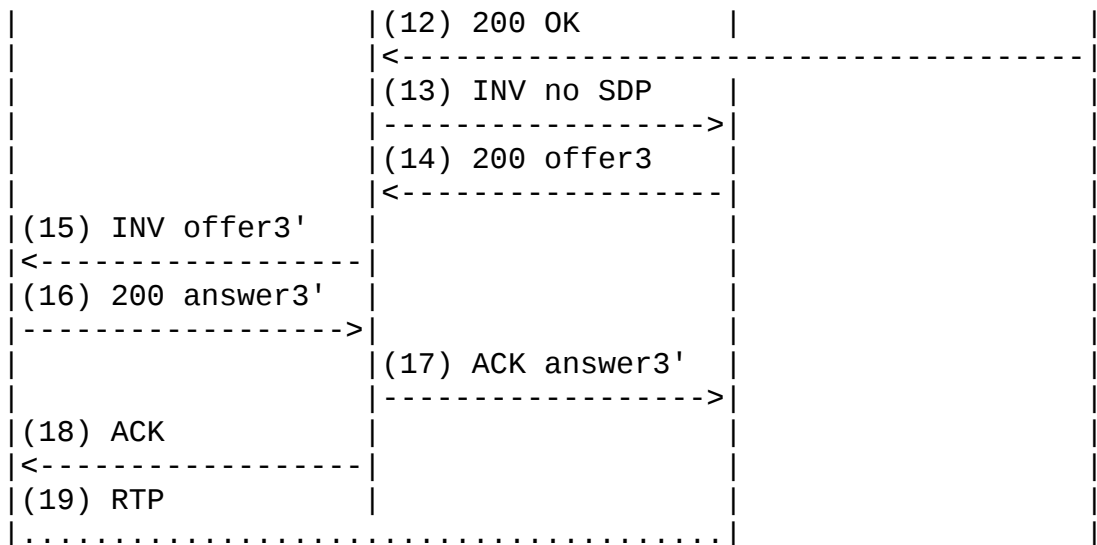 (12) 200 OK
(13) INV no SDP
(14) 200 offer3
(15) INV offer3'
(16) 200 answer3'
(17) ACK answer3'
(18) ACK
(19) RTP